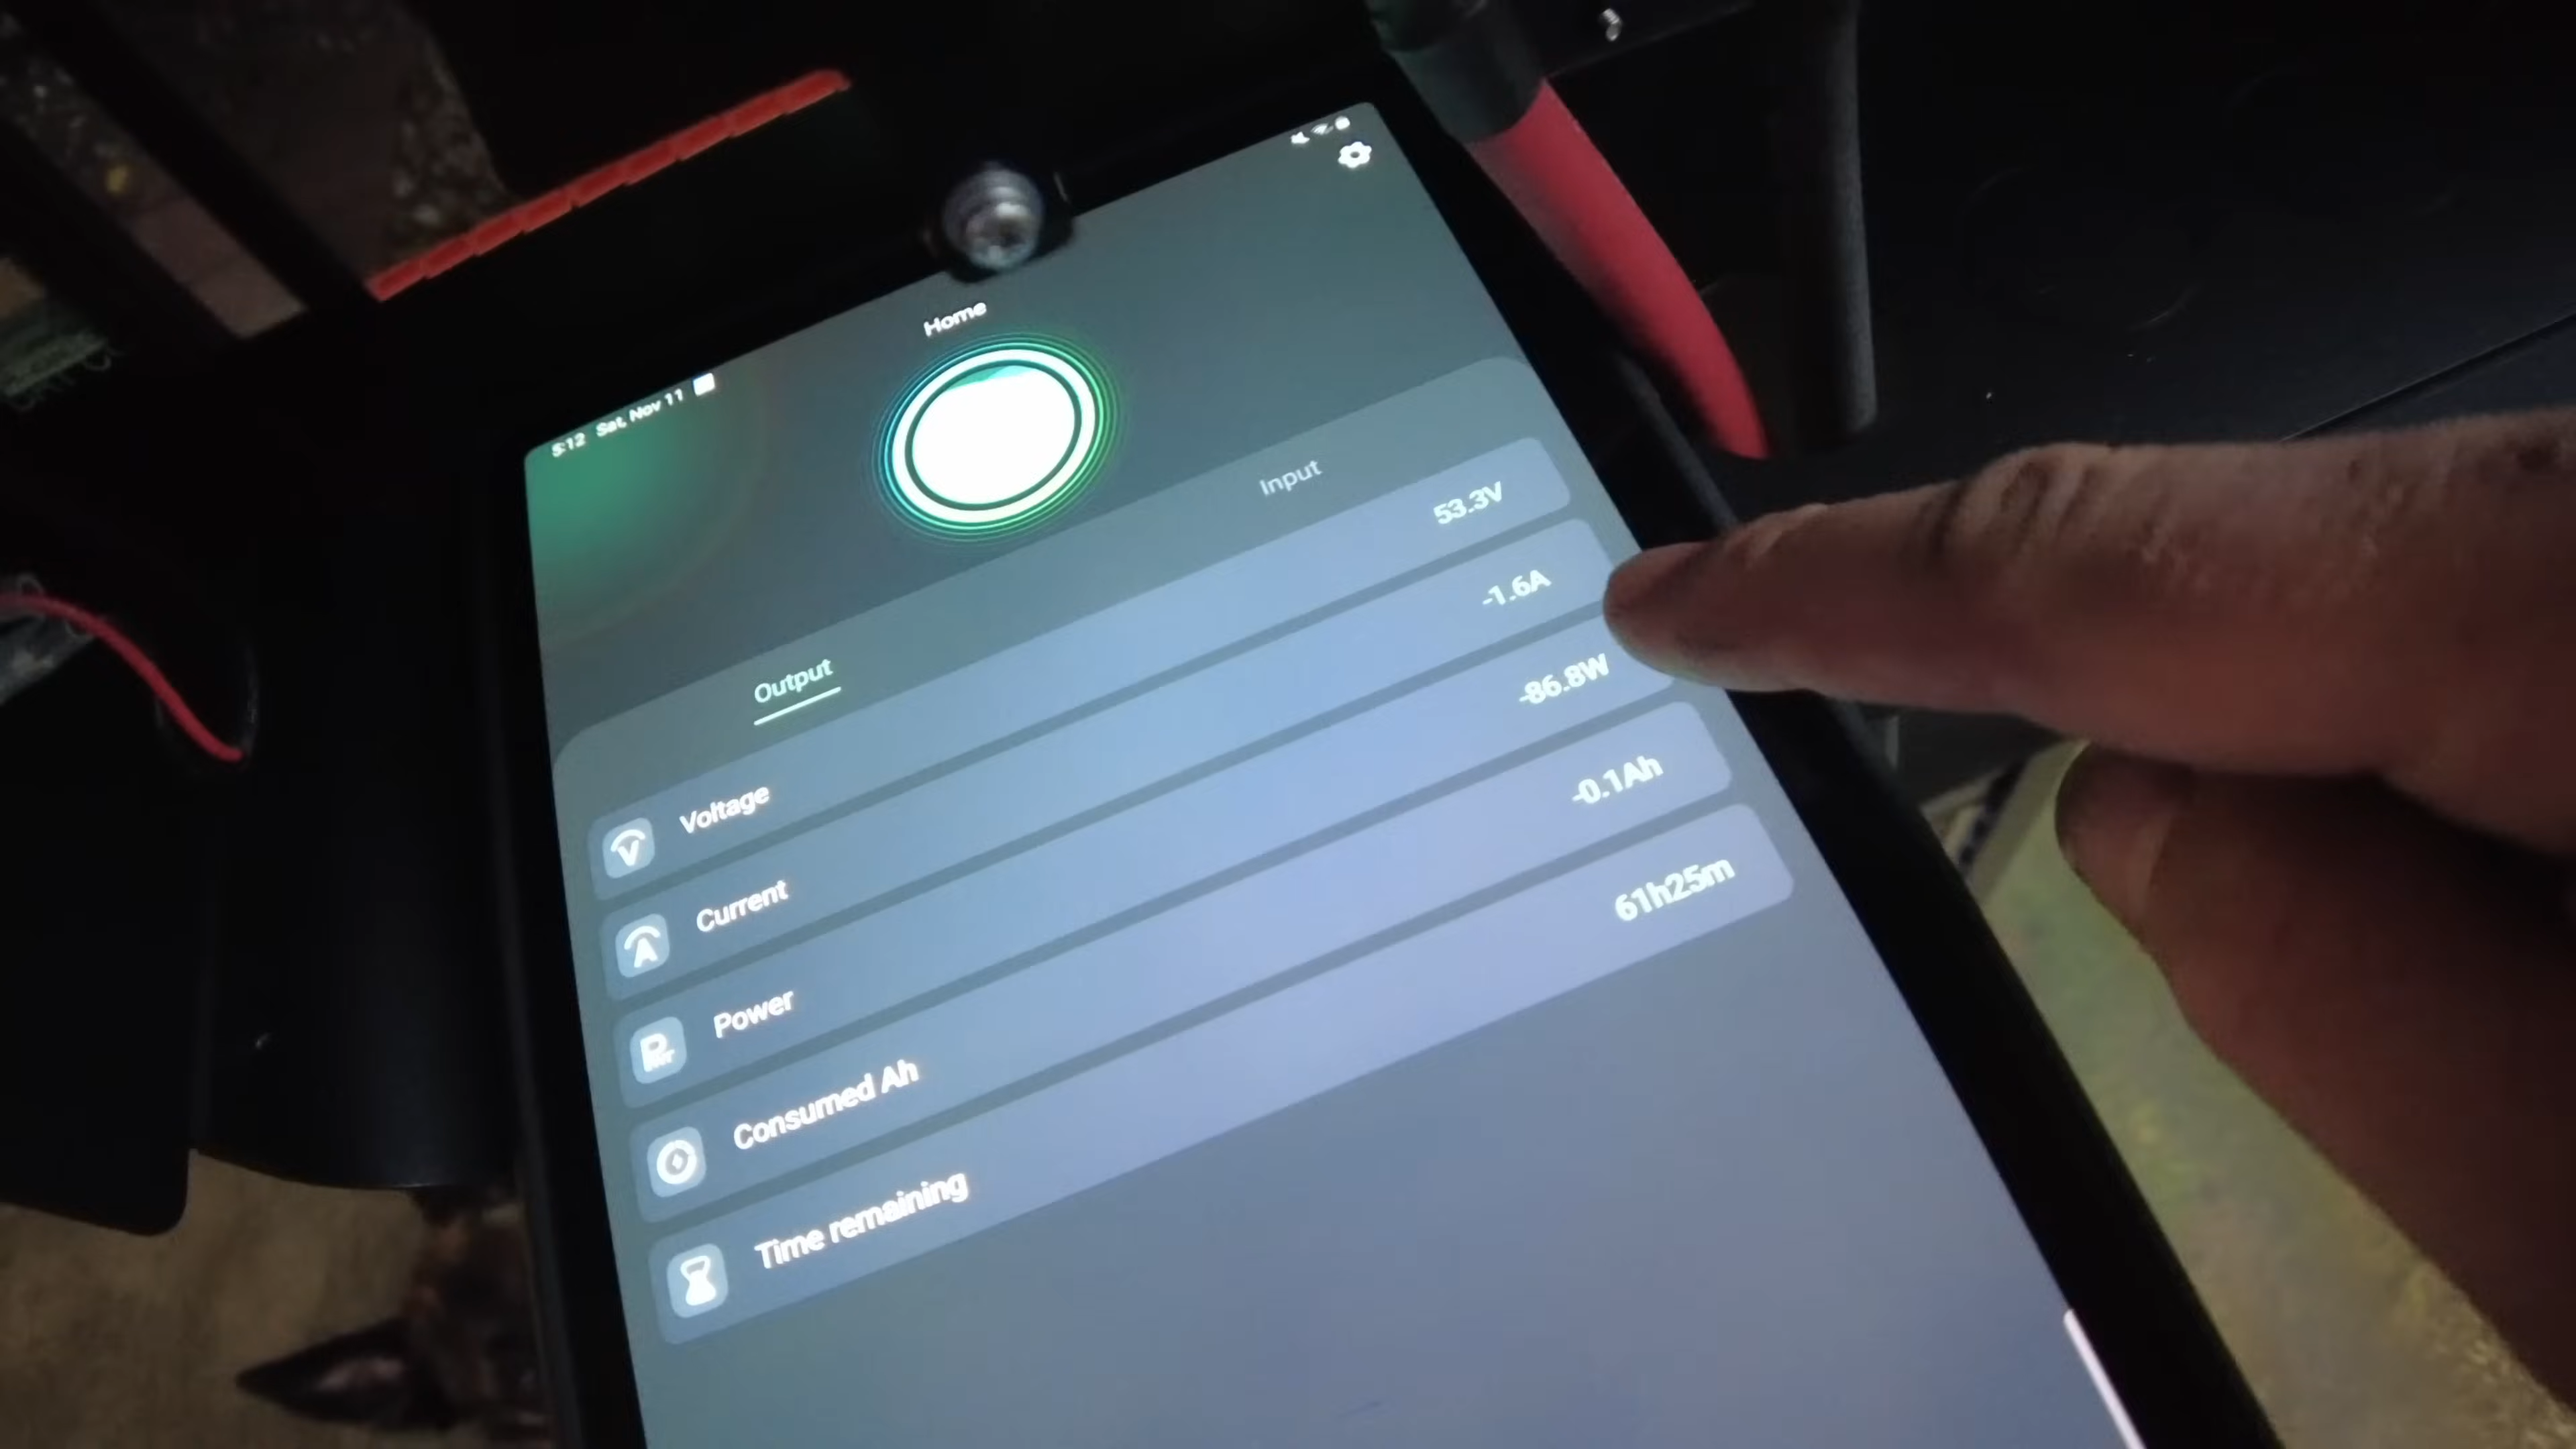 5:12 Sat, Nov 11
Home
Output Input
Voltage 53.3V
Current -1.6A
Power -86.8W
Consumed Ah -0.1Ah
Time remaining 61h25m